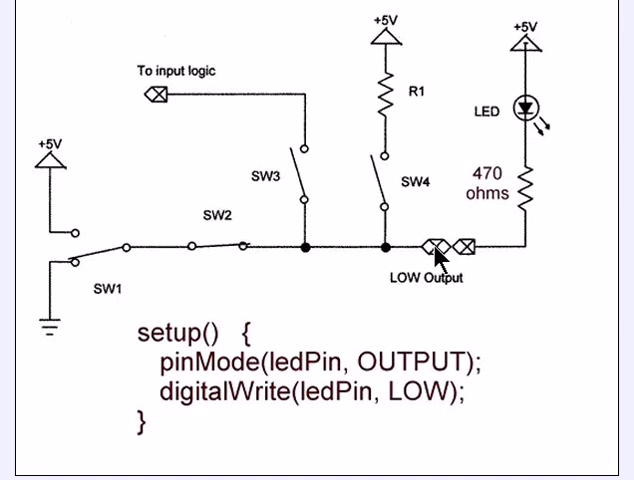 +5V
+5V
To input logic
R1
LED
+5V
SW3
SW4
470
ohms
SW2
SW1
LOW Output
setup()   {
pinMode(ledPin, OUTPUT);
digitalWrite(ledPin, LOW);
}